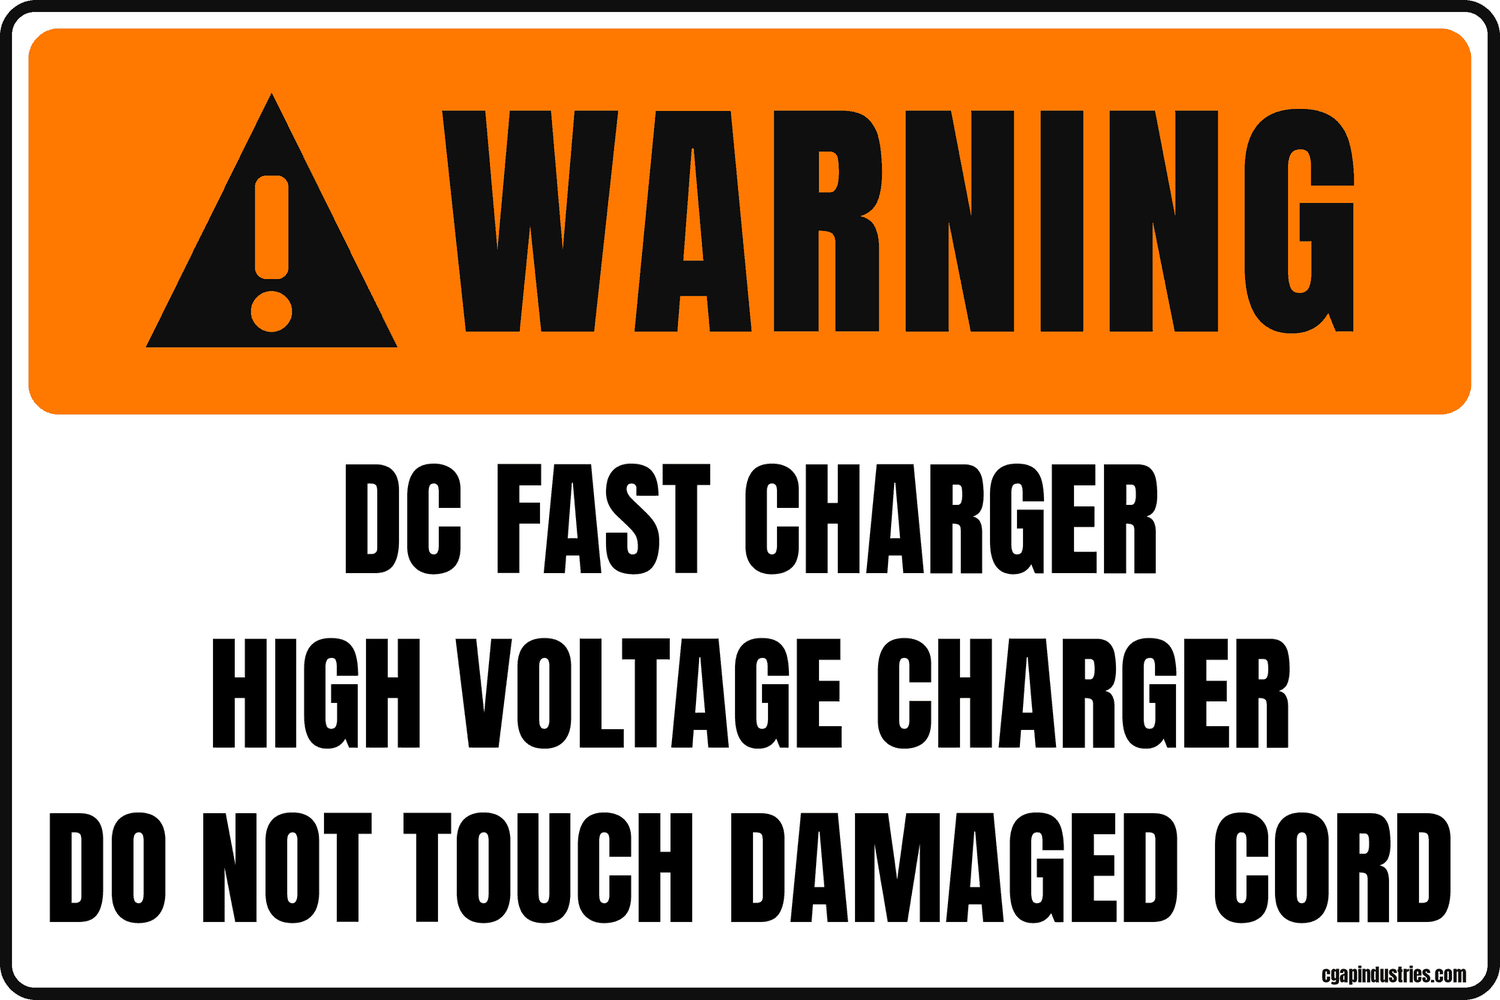 WARNING
DC FAST CHARGER
HIGH VOLTAGE CHARGER
DO NOT TOUCH DAMAGED CORD
cgapindustries.com